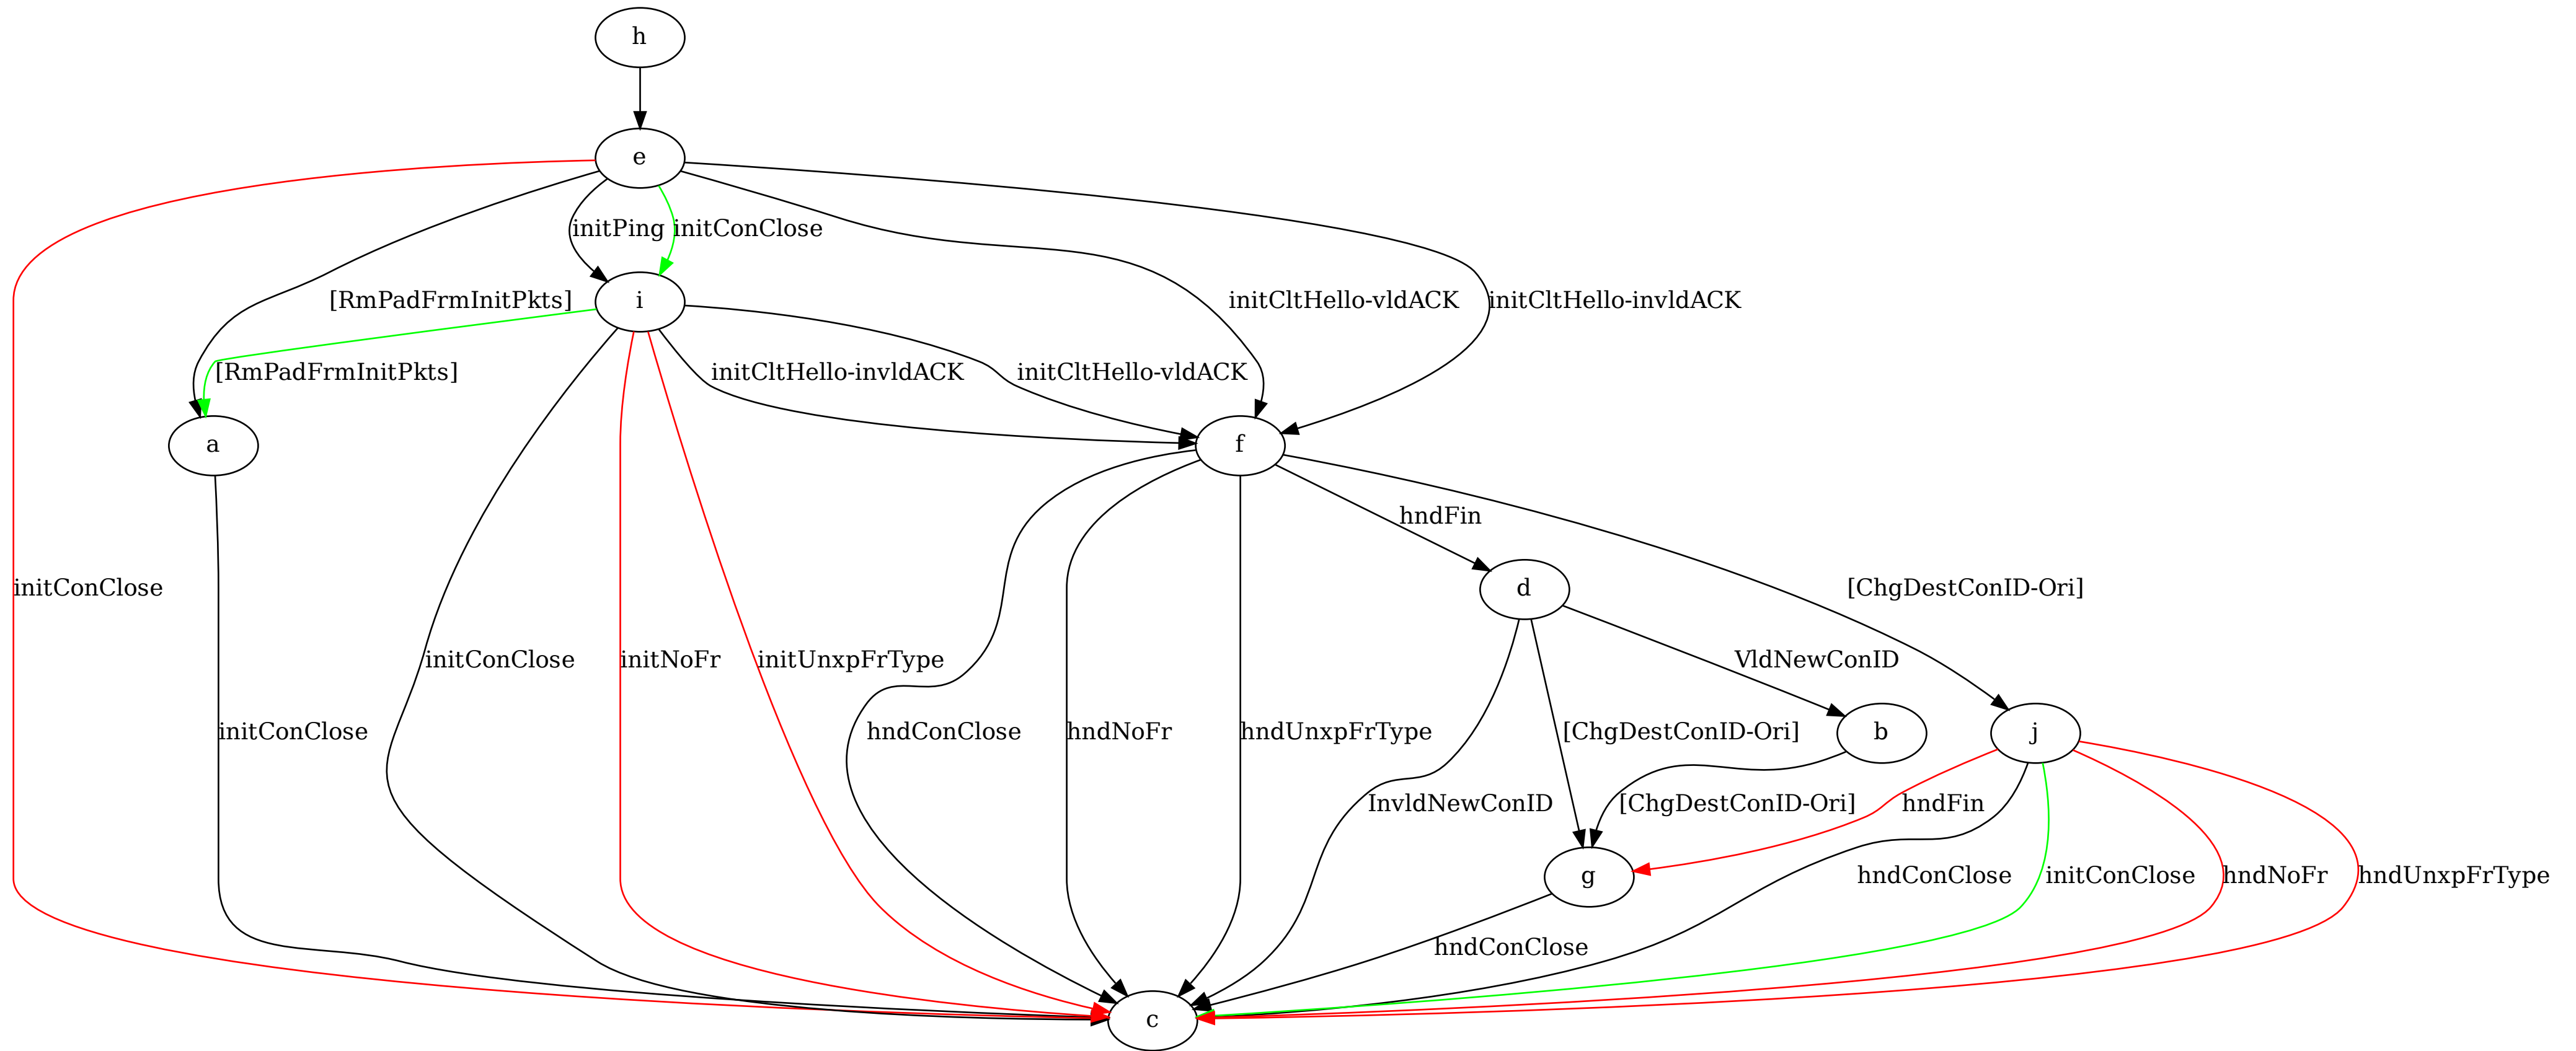 h
e
initPing
initConClose
[RmPadFrmInitPkts]
i
initCltHello-vldACK
initCltHello-invldACK
[RmPadFrmInitPkts]
initCltHello-invldACK
initCltHello-vldACK
a
f
hndFin
initConClose
d
[ChgDestConID-Ori]
initConClose
initNoFr
initUnxpFrType
VldNewConID
initConClose
hndConClose
hndNoFr
hndUnxpFrType
[ChgDestConID-Ori]
b
j
InvldNewConID
[ChgDestConID-Ori]
hndFin
g
hndConClose
initConClose
hndNoFr
hndUnxpFrType
hndConClose
c